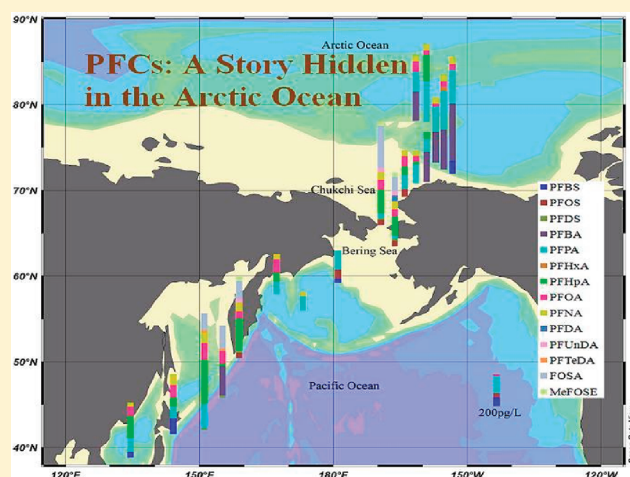 90°N
80°N
70°N
60°N
50°N
40°N
Arctic Ocean
PFCs: A Story Hidden
in the Arctic Ocean
Chukchi Sea
Bering Sea
Pacific Ocean
200pg/L
PFBS
PFOS
PFDS
PFBA
PFPA
PFHxA
PFHpA
PFOA
PFNA
PFDA
PFUnDA
PFTeDA
FOSA
MeFOSE
120°E
150°E
180°E
150°W
120°W